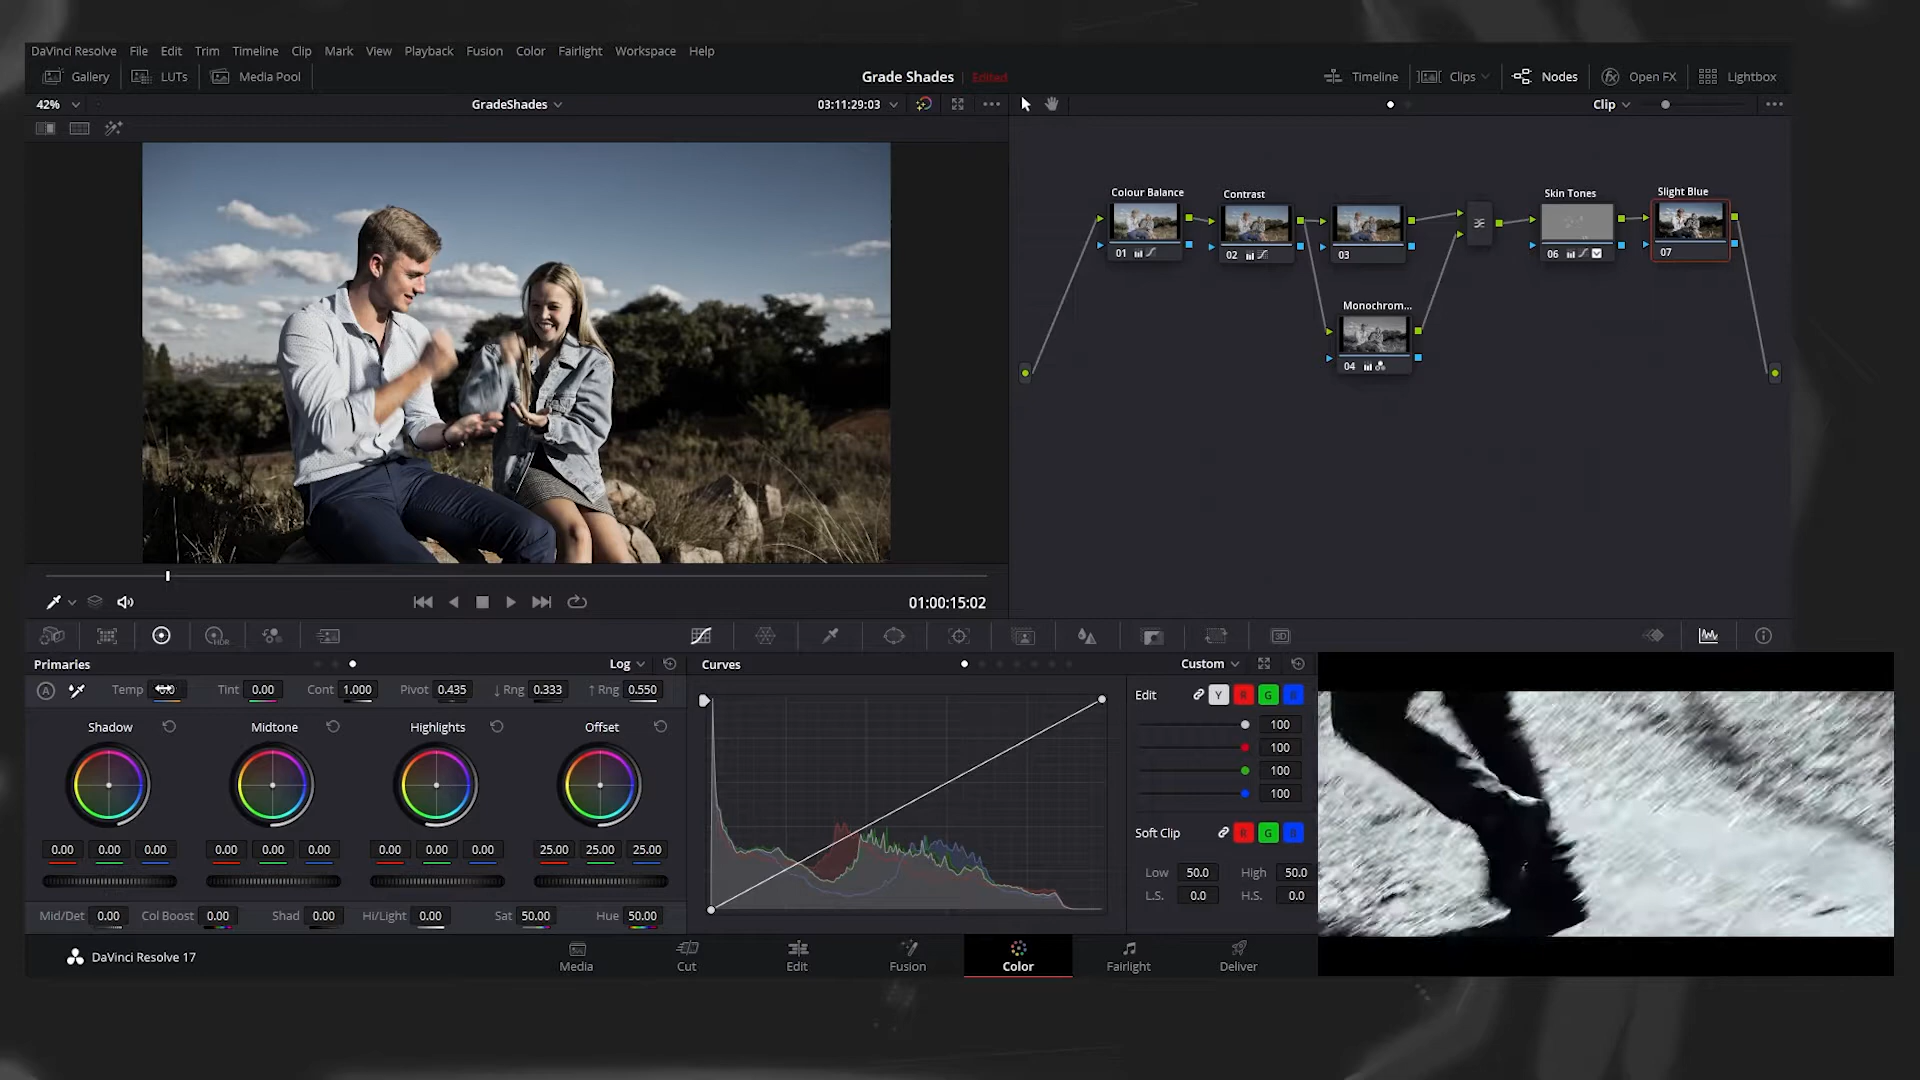 DaVinci Resolve File Edit Trim Timeline Clip Mark View Playback Fusion Color Fairlight Workspace Help
Gallery LUTs Media Pool Grade Shades Edited Timeline Clips Nodes Open FX Lightbox
42% GradeShades 03:11:29:03 Clip
Colour Balance Contrast Skin Tones Slight Blue
01 02 03 06 07
Monochrom...
04
01:00:15:02
HDR 3D
Primaries Log Curves Custom
A Temp Tint 0.00 Cont 1.000 Pivot 0.435 ↓ Rng 0.333 ↑ Rng 0.550 Edit Y R G B
Shadow Midtone Highlights Offset
100
100
100
100
Soft Clip R G B
0.00 0.00 0.00 0.00 0.00 0.00 0.00 0.00 0.00 25.00 25.00 25.00
Low 50.0 High 50.0
L.S. 0.0 H.S. 0.0
Mid/Det 0.00 Col Boost 0.00 Shad 0.00 Hi/Light 0.00 Sat 50.00 Hue 50.00
DaVinci Resolve 17 Media Cut Edit Fusion Color Fairlight Deliver